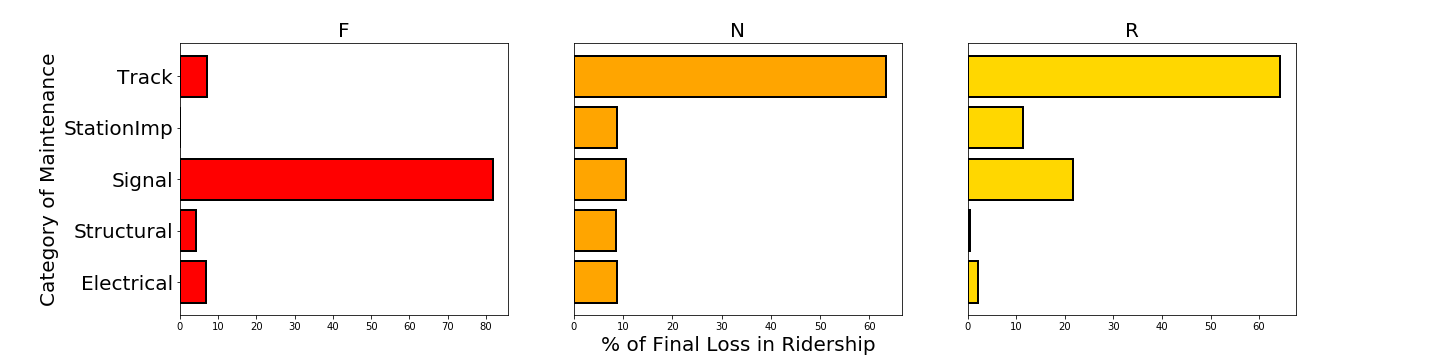 F
N
R
Category of Maintenance
Track
StationImp
Signal
Structural
Electrical
0 10 20 30 40 50 60 70 80
0 10 20 30 40 50 60
0 10 20 30 40 50 60
% of Final Loss in Ridership